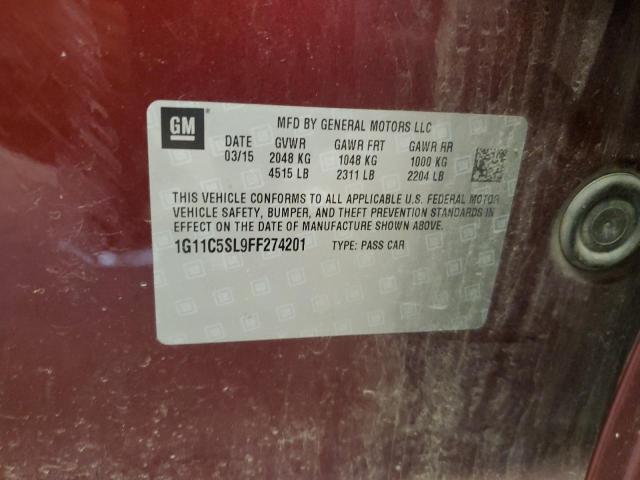 GM
MFD BY GENERAL MOTORS LLC
DATE GVWR GAWR FRT GAWR RR
03/15 2048 KG 1048 KG 1000 KG
4515 LB 2311 LB 2204 LB
THIS VEHICLE CONFORMS TO ALL APPLICABLE U.S. FEDERAL MOTOR
VEHICLE SAFETY, BUMPER, AND THEFT PREVENTION STANDARDS IN
EFFECT ON THE DATE OF MANUFACTURE SHOWN ABOVE.
1G11C5SL9FF274201 TYPE: PASS CAR